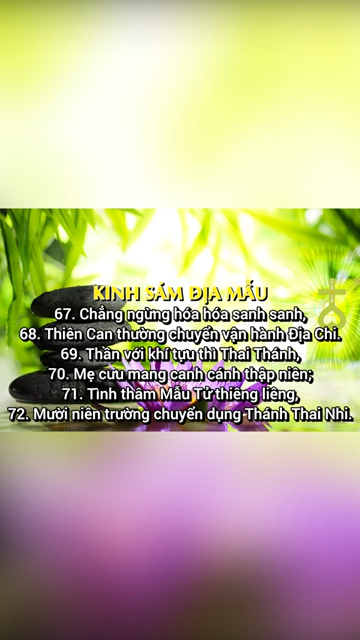 KINH SÁM ĐỊA MẪU
67. Chẳng ngừng hóa hóa sanh sanh,
68. Thiên Can thường chuyển vận hành Địa Chi.
69. Thần với khí tựu thì Thai Thánh,
70. Mẹ cưu mang canh cánh thập niên;
71. Tình thâm Mẫu Tử thiêng liêng,
72. Mười niên trường chuyển dụng Thánh Thai Nhi.